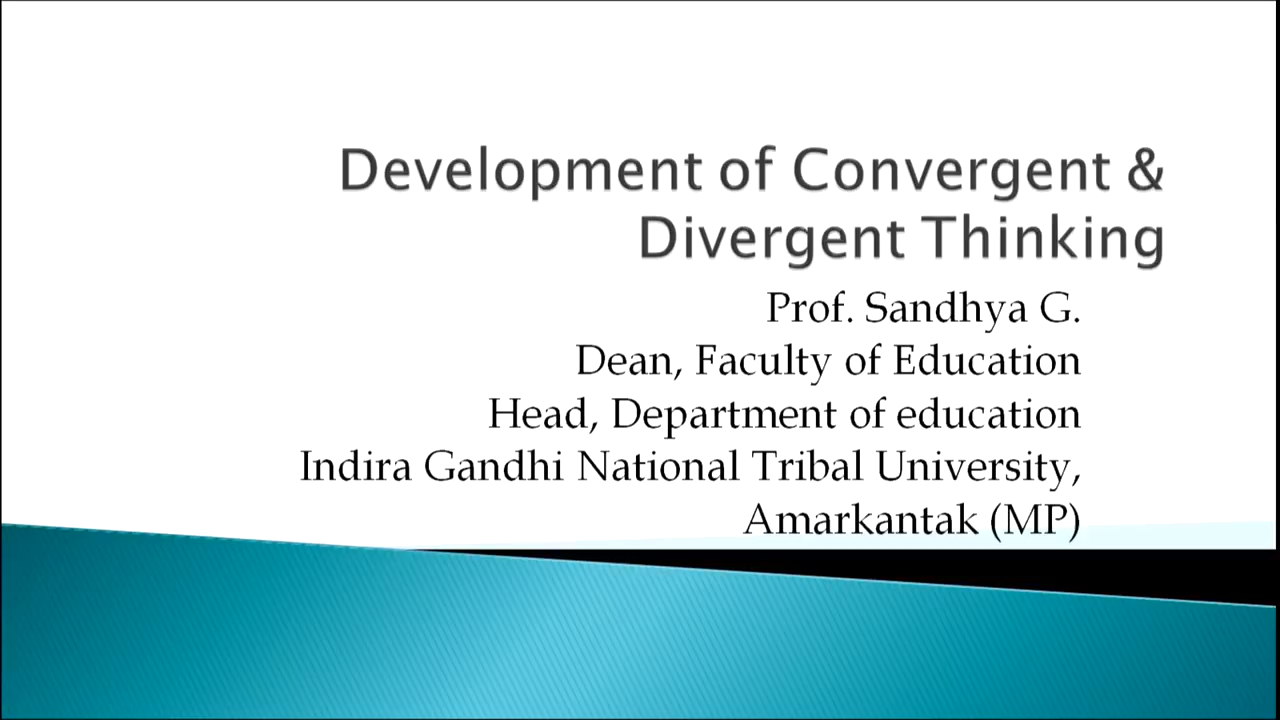 Development of Convergent &
Divergent Thinking
Prof. Sandhya G.
Dean, Faculty of Education
Head, Department of education
Indira Gandhi National Tribal University,
Amarkantak (MP)